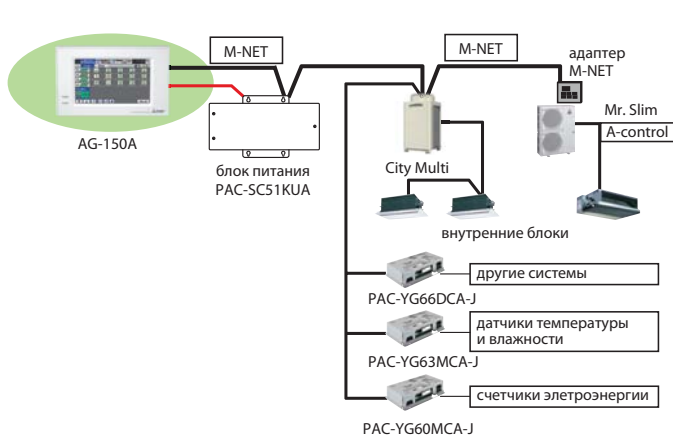 M-NET
M-NET
адаптер
M-NET
AG-150A
блок питания
PAC-SC51KUA
City Multi
Mr. Slim
A-control
внутренние блоки
другие системы
PAC-YG66DCA-J
датчики температуры
и влажности
PAC-YG63MCA-J
счетчики элетроэнергии
PAC-YG60MCA-J